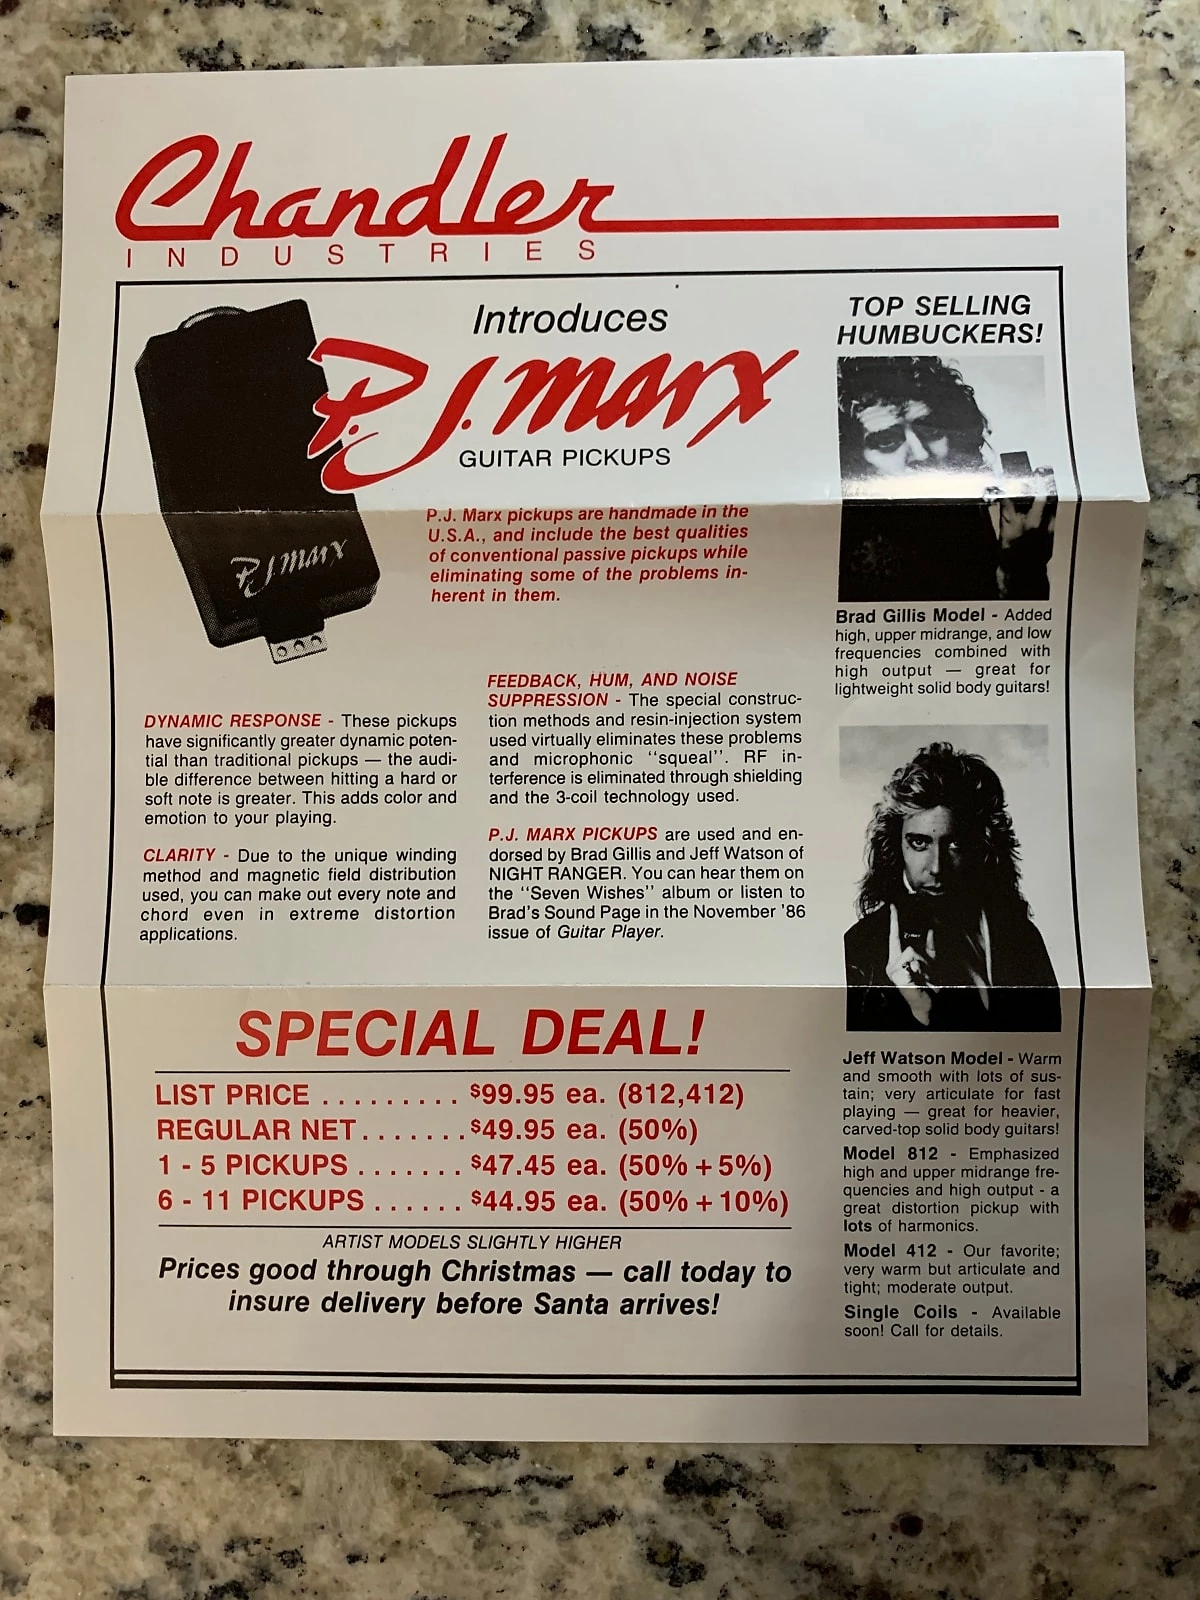 Chandler
INDUSTRIES
Introduces
P.J. Marx
GUITAR PICKUPS
P.J. Marx
P.J. Marx pickups are handmade in the
U.S.A., and include the best qualities
of conventional passive pickups while
eliminating some of the problems in-
herent in them.
DYNAMIC RESPONSE - These pickups
have significantly greater dynamic poten-
tial than traditional pickups — the audi-
ble difference between hitting a hard or
soft note is greater. This adds color and
emotion to your playing.
CLARITY - Due to the unique winding
method and magnetic field distribution
used, you can make out every note and
chord even in extreme distortion
applications.
FEEDBACK, HUM, AND NOISE
SUPPRESSION - The special construc-
tion methods and resin-injection system
used virtually eliminates these problems
and microphonic "squeal". RF in-
terference is eliminated through shielding
and the 3-coil technology used.
P.J. MARX PICKUPS are used and en-
dorsed by Brad Gillis and Jeff Watson of
NIGHT RANGER. You can hear them on
the "Seven Wishes" album or listen to
Brad's Sound Page in the November '86
issue of Guitar Player.
SPECIAL DEAL!
LIST PRICE ......... $99.95 ea. (812,412)
REGULAR NET ....... $49.95 ea. (50%)
1 - 5 PICKUPS ....... $47.45 ea. (50% + 5%)
6 - 11 PICKUPS ...... $44.95 ea. (50% + 10%)
ARTIST MODELS SLIGHTLY HIGHER
Prices good through Christmas — call today to
insure delivery before Santa arrives!
TOP SELLING
HUMBUCKERS!
Brad Gillis Model - Added
high, upper midrange, and low
frequencies combined with
high output — great for
lightweight solid body guitars!
Jeff Watson Model - Warm
and smooth with lots of sus-
tain; very articulate for fast
playing — great for heavier,
carved-top solid body guitars!
Model 812 - Emphasized
high and upper midrange fre-
quencies and high output - a
great distortion pickup with
lots of harmonics.
Model 412 - Our favorite;
very warm but articulate and
tight; moderate output.
Single Coils - Available
soon! Call for details.